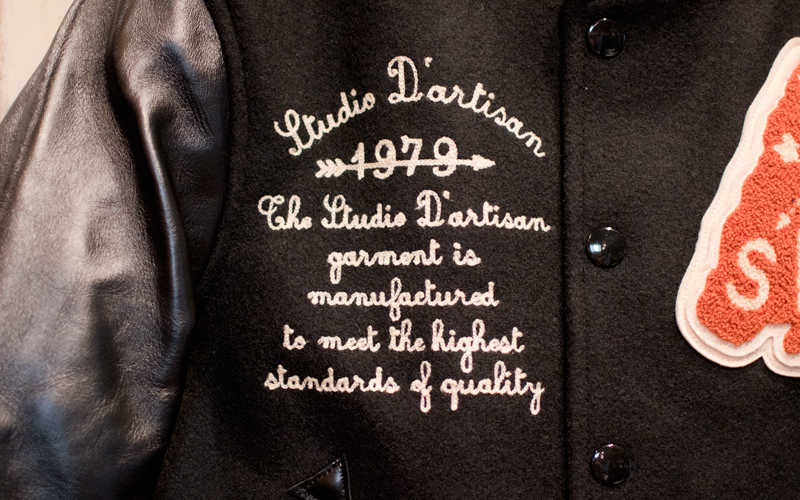 Studio D'artisan
1979
The Studio D'artisan
garment is
manufactured
to meet the highest
standards of quality
S